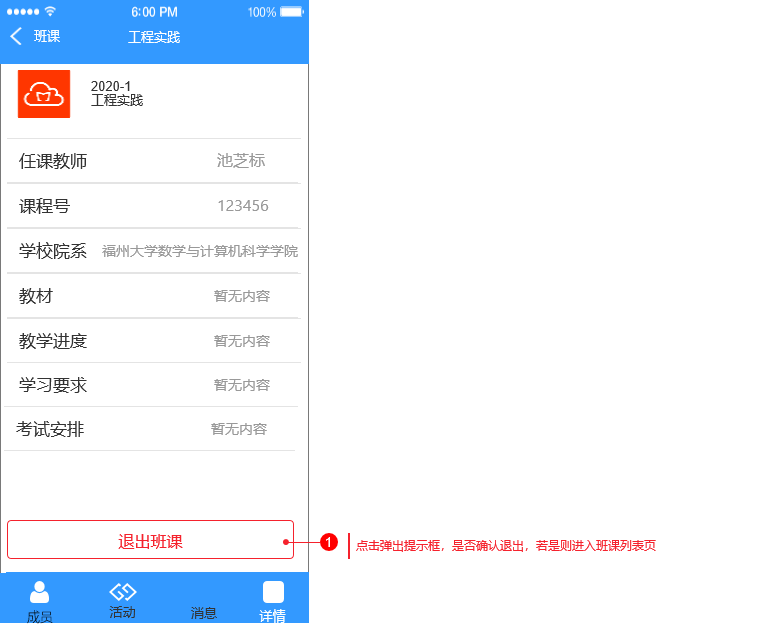 6:00 PM 100%
班课 工程实践
2020-1
工程实践
任课教师 池芝标
课程号 123456
学校院系 福州大学数学与计算机科学学院
教材 暂无内容
教学进度 暂无内容
学习要求 暂无内容
考试安排 暂无内容
退出班课
1 点击弹出提示框，是否确认退出，若是则进入班课列表页
成员 活动 消息 详情